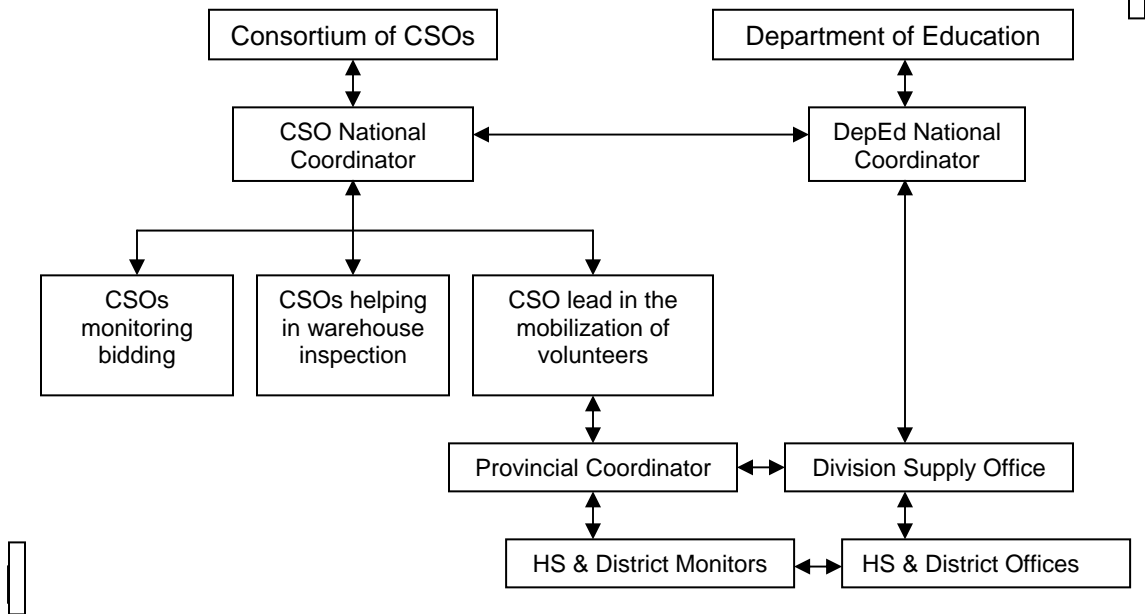 Consortium of CSOs
Department of Education
CSO National
Coordinator
DepEd National
Coordinator
CSOs
monitoring
bidding
CSOs helping
in warehouse
inspection
CSO lead in the
mobilization of
volunteers
Provincial Coordinator
Division Supply Office
HS & District Monitors
HS & District Offices